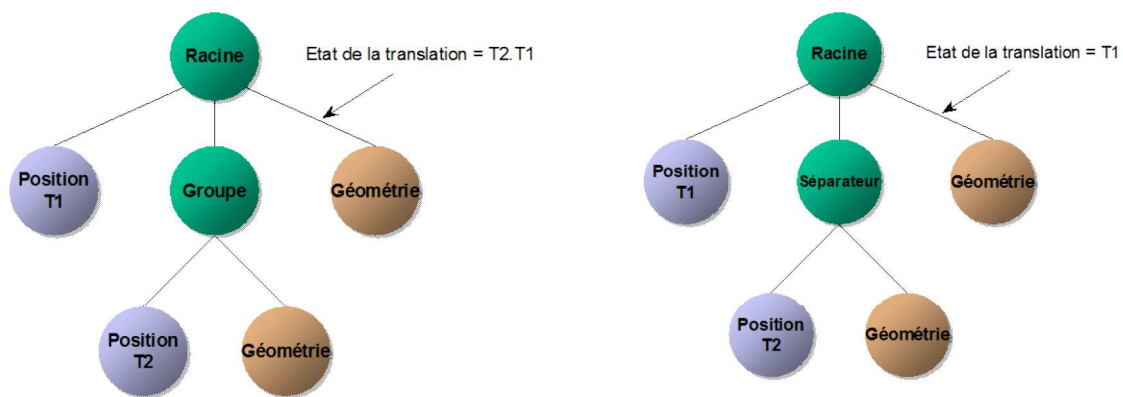 Racine
Etat de la translation = T2.T1
Position
T1
Groupe
Géométrie
Position
T2
Géométrie
Racine
Etat de la translation = T1
Position
T1
Séparateur
Géométrie
Position
T2
Géométrie